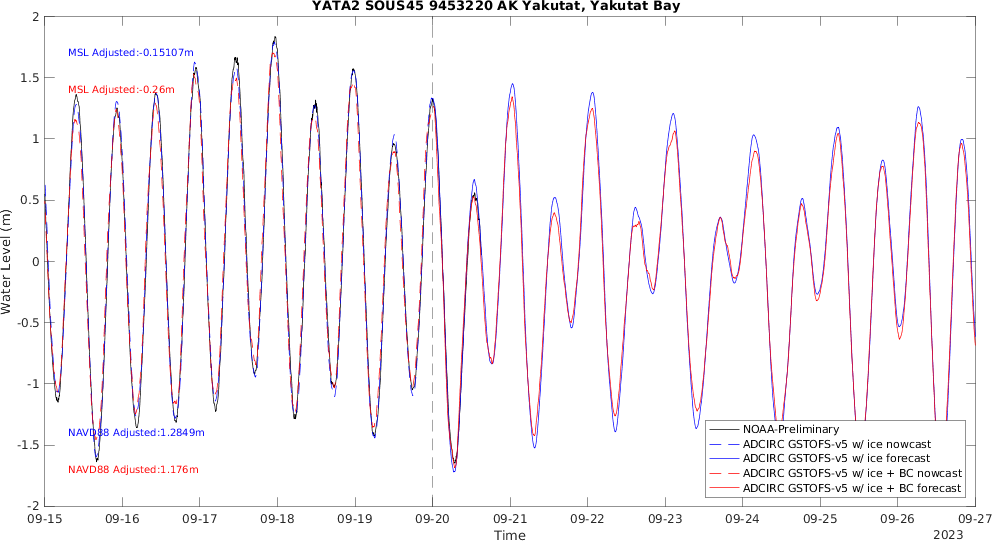 YATA2 SOUS45 9453220 AK Yakutat, Yakutat Bay
2
1.5
1
0.5
0
-0.5
-1
-1.5
-2
Water Level (m)
MSL Adjusted:-0.15107m
MSL Adjusted:-0.26m
NAVD88 Adjusted:1.2849m
NAVD88 Adjusted:1.176m
NOAA-Preliminary
ADCIRC GSTOFS-v5 w/ ice nowcast
ADCIRC GSTOFS-v5 w/ ice forecast
ADCIRC GSTOFS-v5 w/ ice + BC nowcast
ADCIRC GSTOFS-v5 w/ ice + BC forecast
09-15 09-16 09-17 09-18 09-19 09-20 09-21 09-22 09-23 09-24 09-25 09-26 09-27
Time
2023